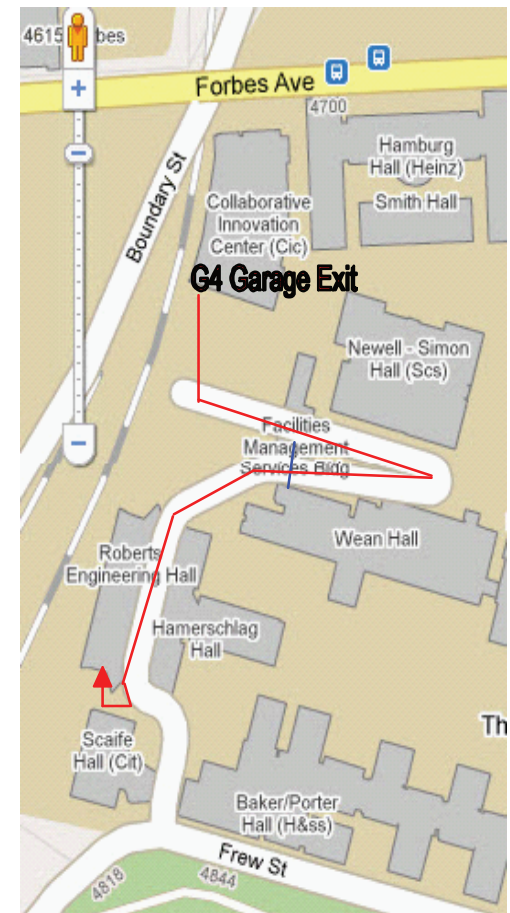 4615
bes
Forbes Ave
4700
Hamburg
Hall (Heinz)
Smith Hall
Boundary St
Collaborative
Innovation
Center (Cic)
G4 Garage Exit
Newell - Simon
Hall (Scs)
Facilities
Management
Services Bldg
Wean Hall
Roberts
Engineering Hall
Hamerschlag
Hall
Th
Scaife
Hall (Cit)
Baker/Porter
Hall (H&ss)
Frew St
4818
4844